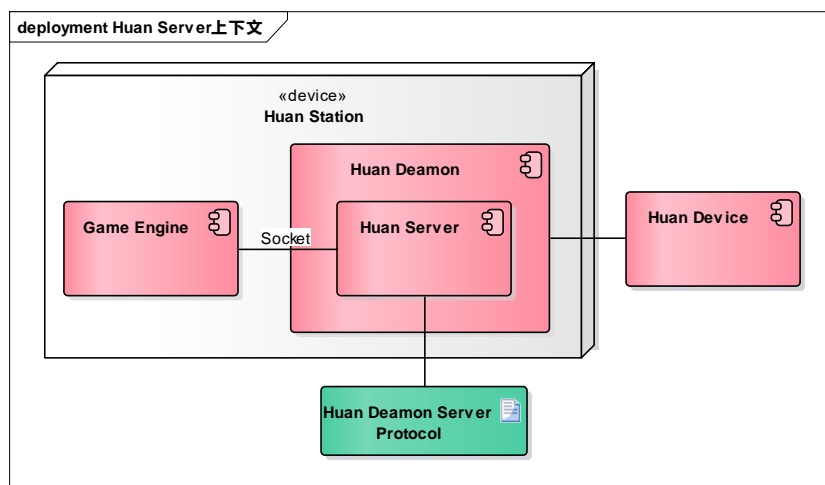 deployment Huan Server上下文
«device»
Huan Station
Huan Deamon
Game Engine
Socket
Huan Server
Huan Device
Huan Deamon Server
Protocol